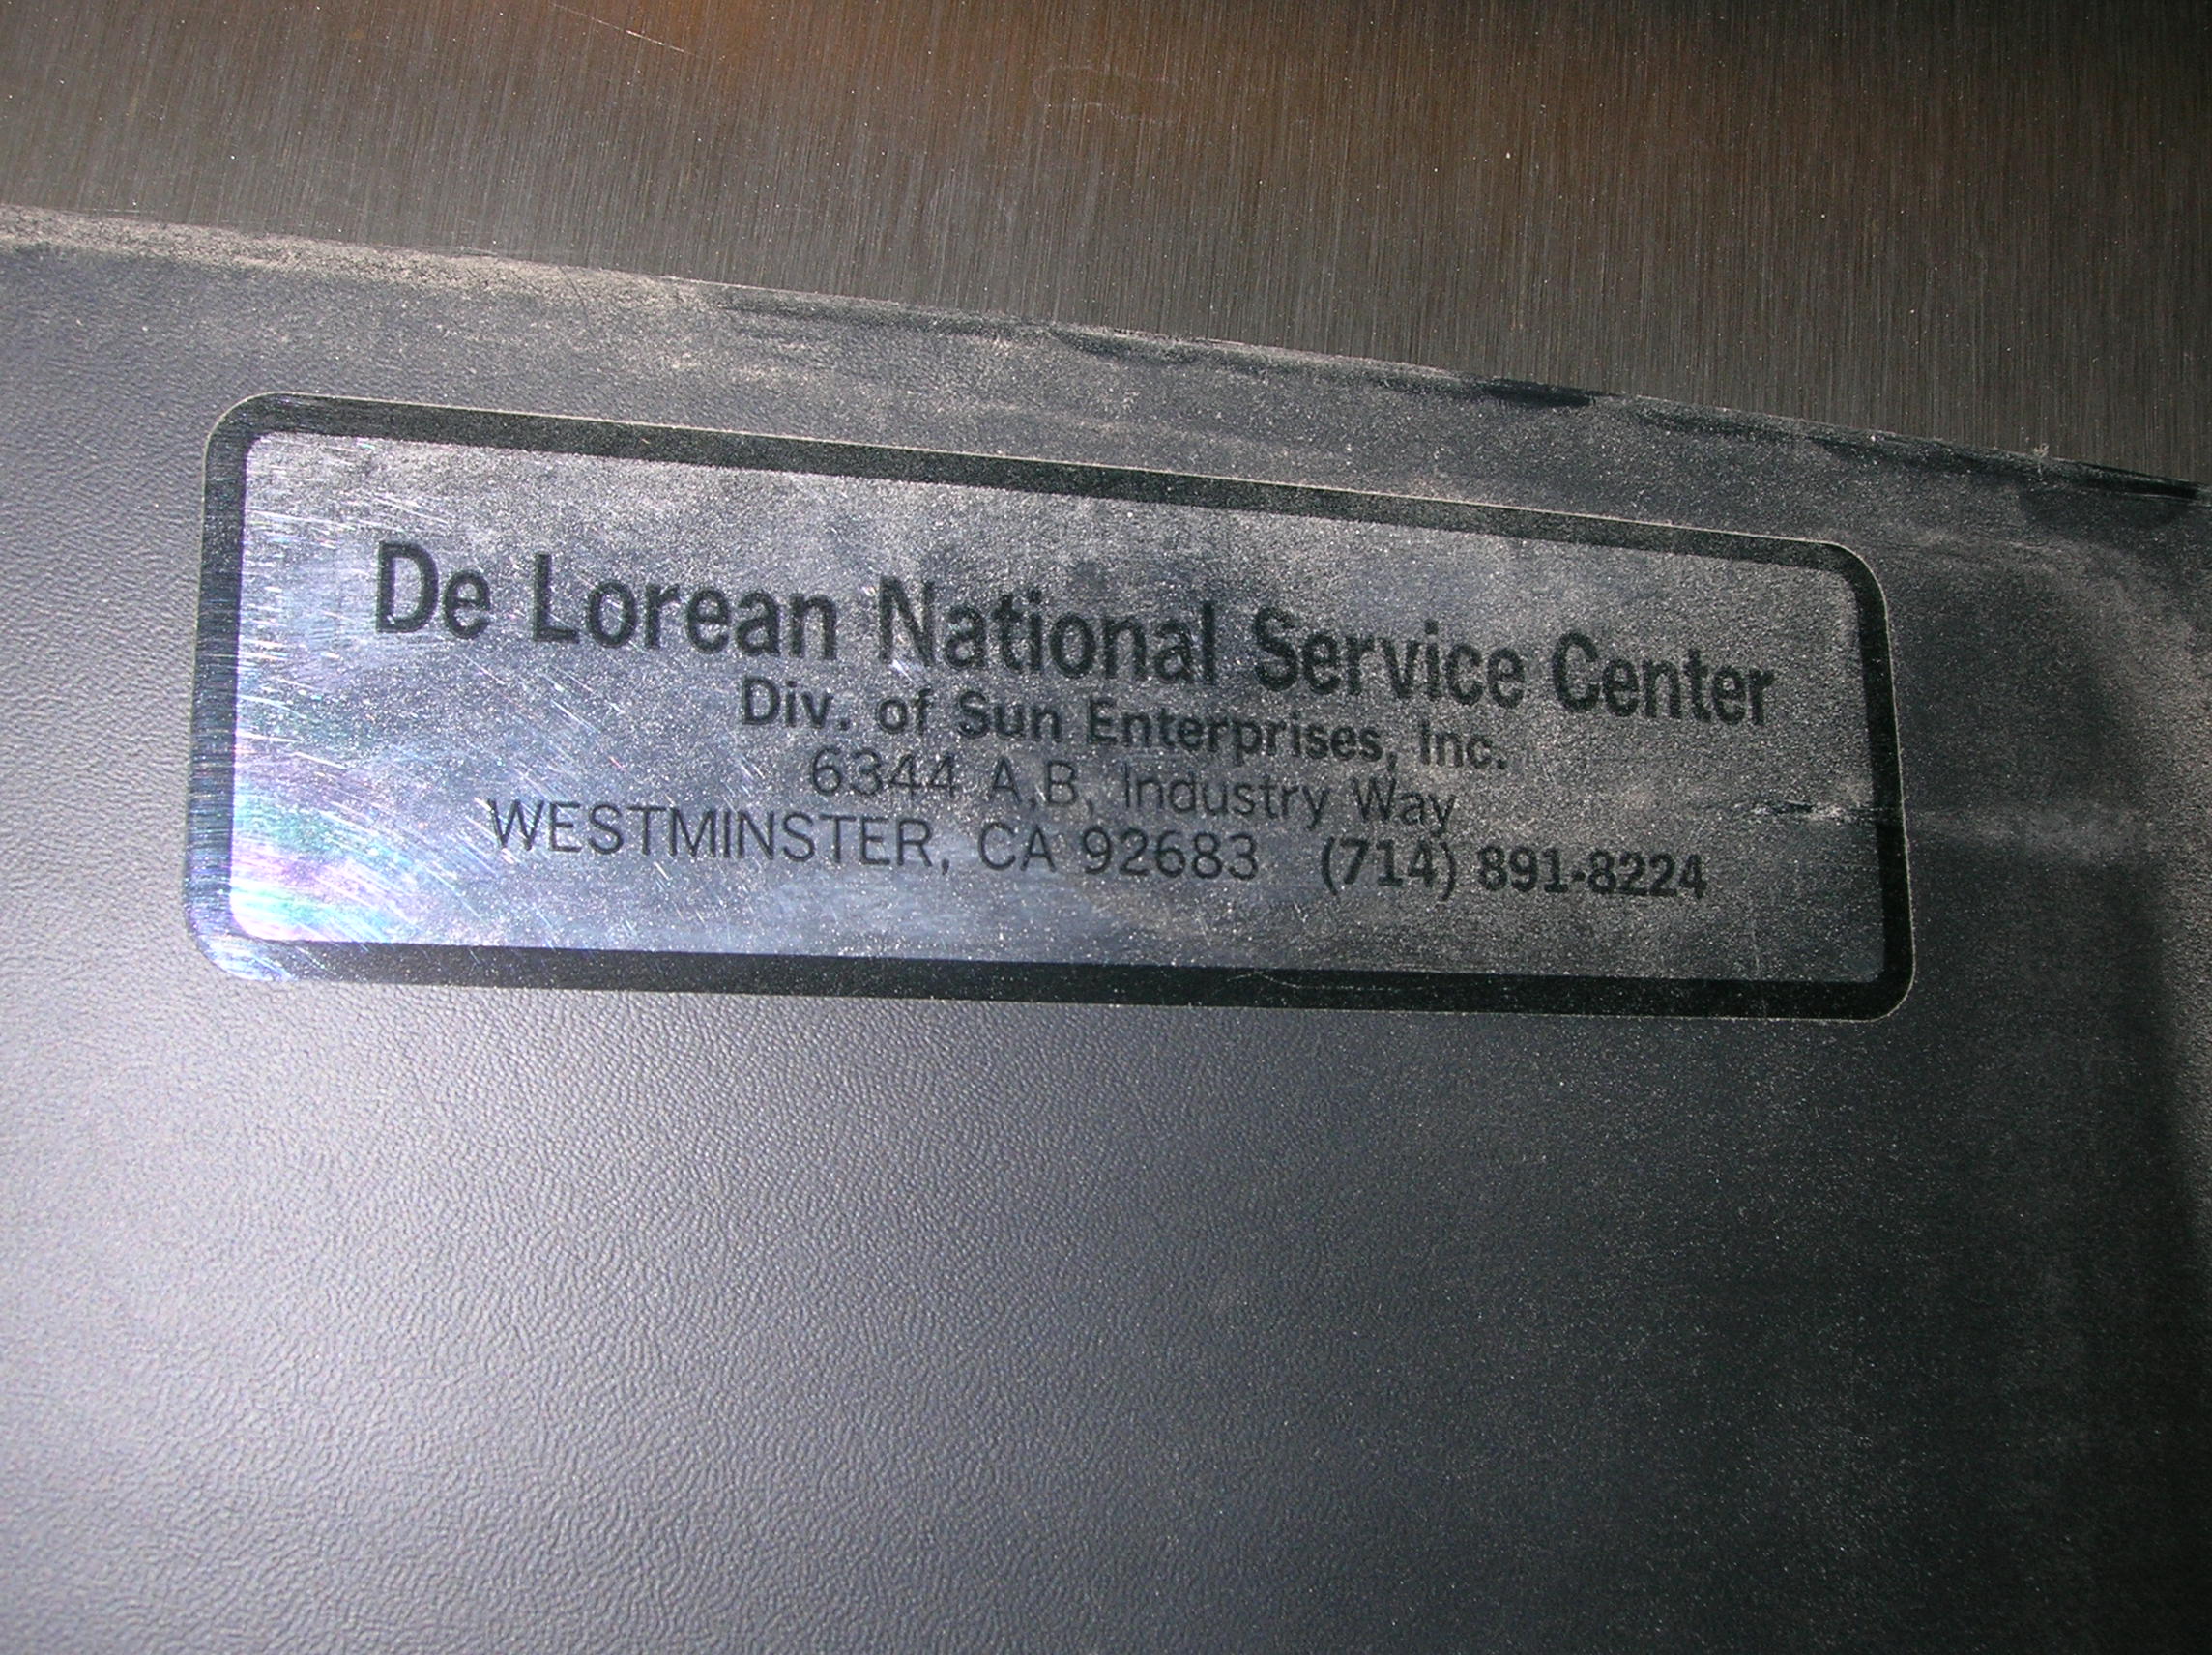 De Lorean National Service Center
Div. of Sun Enterprises, Inc.
6344 A,B, Industry Way
WESTMINSTER, CA 92683 (714) 891-8224